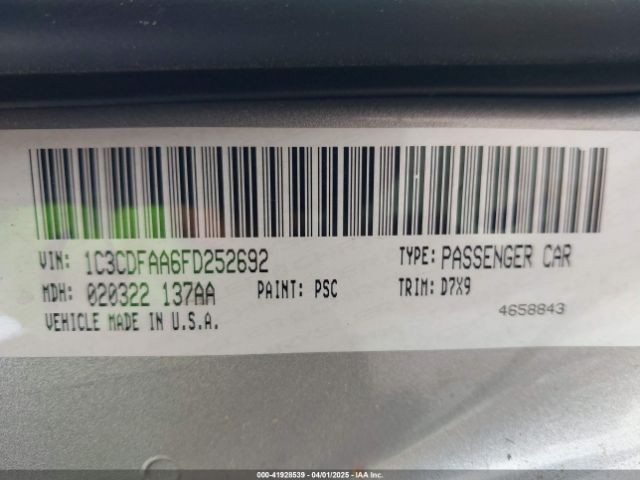 VIN: 1C3CDFAA6FD252692 TYPE: PASSENGER CAR
MDH: 020322 137AA PAINT: PSC TRIM: D7X9
VEHICLE MADE IN U.S.A. 4658843
000-41928539 - 04/01/2025 - IAA Inc.